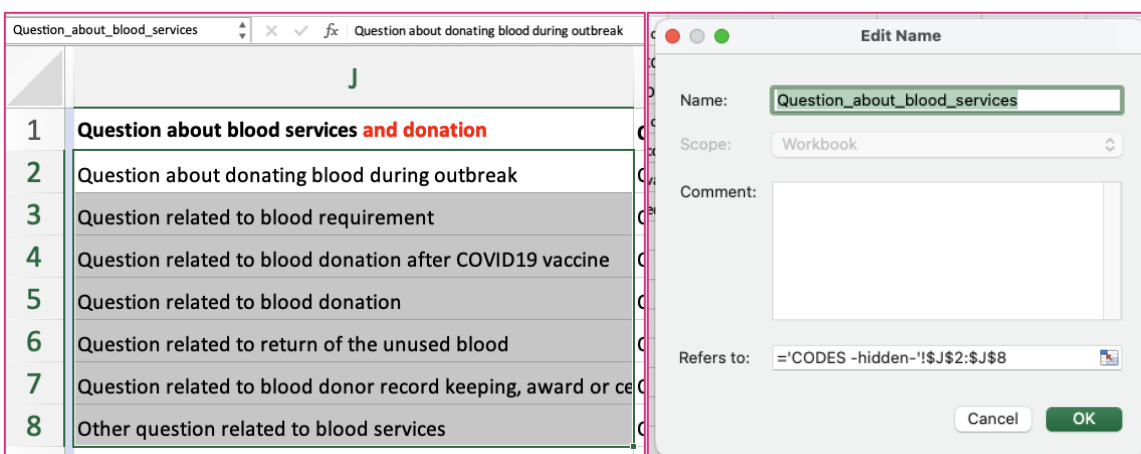 Question_about_blood_services fx Question about donating blood during outbreak
J
1 Question about blood services and donation
2 Question about donating blood during outbreak
3 Question related to blood requirement
4 Question related to blood donation after COVID19 vaccine
5 Question related to blood donation
6 Question related to return of the unused blood
7 Question related to blood donor record keeping, award or ce
8 Other question related to blood services
Edit Name
Name: Question_about_blood_services
Scope: Workbook
Comment:
Refers to: ='CODES -hidden-'!$J$2:$J$8
Cancel OK